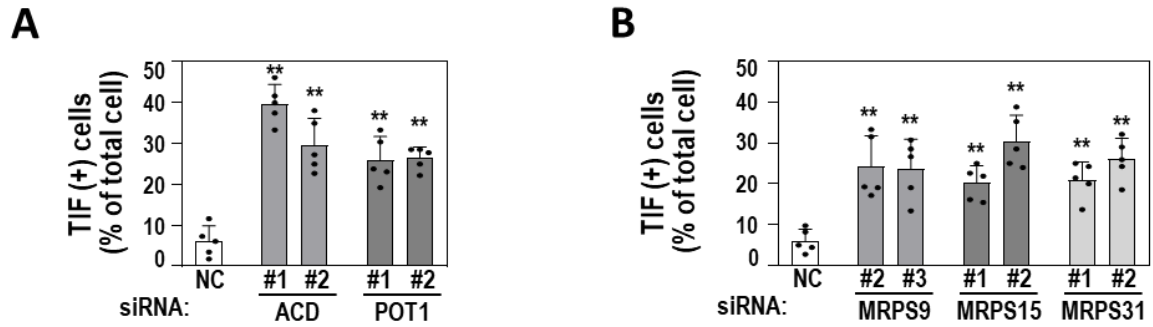 A
TIF (+) cells
(% of total cell)
50
40
30
20
10
0
** ** ** **
NC #1 #2 #1 #2
siRNA: ACD POT1
B
TIF (+) cells
(% of total cell)
50
40
30
20
10
0
** ** ** ** ** **
NC #2 #3 #1 #2 #1 #2
siRNA: MRPS9 MRPS15 MRPS31